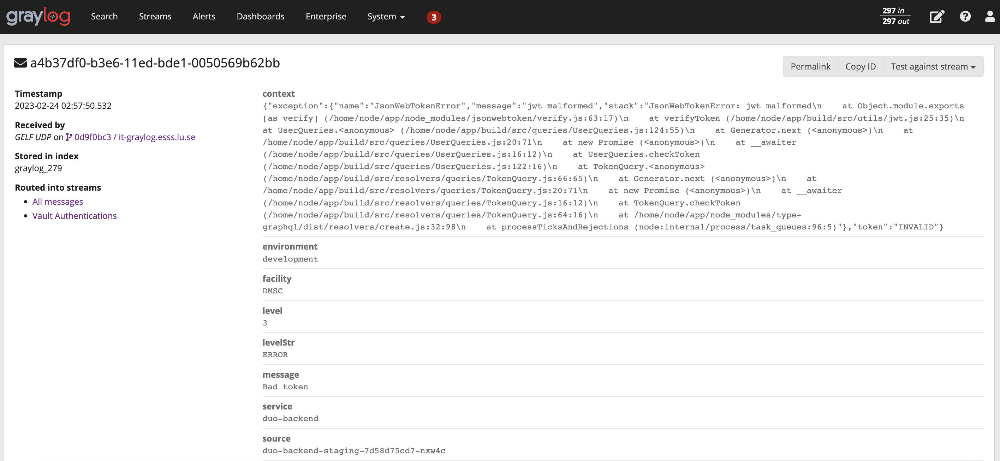 graylog Search Streams Alerts Dashboards Enterprise System 3 297 in
297 out
a4b37df0-b3e6-11ed-bde1-0050569b62bb
Permalink Copy ID Test against stream
Timestamp
2023-02-24 02:57:50.532
Received by
GELF UDP on 0d9f0bc3 / it-graylog.esss.lu.se
Stored in index
graylog_279
Routed into streams
All messages
Vault Authentications
context
{"exception":{"name":"JsonWebTokenError","message":"jwt malformed","stack":"JsonWebTokenError: jwt malformed\n    at Object.module.exports
[as verify] (/home/node/app/node_modules/jsonwebtoken/verify.js:63:17)\n    at verifyToken (/home/node/app/build/src/utils/jwt.js:25:35)\n
at UserQueries.<anonymous> (/home/node/app/build/src/queries/UserQueries.js:124:55)\n    at Generator.next (<anonymous>)\n    at
/home/node/app/build/src/queries/UserQueries.js:20:71\n    at new Promise (<anonymous>)\n    at __awaiter
(/home/node/app/build/src/queries/UserQueries.js:16:12)\n    at UserQueries.checkToken
(/home/node/app/build/src/queries/UserQueries.js:122:16)\n    at TokenQuery.<anonymous>
(/home/node/app/build/src/resolvers/queries/TokenQuery.js:66:65)\n    at Generator.next (<anonymous>)\n    at
/home/node/app/build/src/resolvers/queries/TokenQuery.js:20:71\n    at new Promise (<anonymous>)\n    at __awaiter
(/home/node/app/build/src/resolvers/queries/TokenQuery.js:16:12)\n    at TokenQuery.checkToken
(/home/node/app/build/src/resolvers/queries/TokenQuery.js:64:16)\n    at /home/node/app/node_modules/type-
graphql/dist/resolvers/create.js:32:98\n    at processTicksAndRejections (node:internal/process/task_queues:96:5)"},"token":"INVALID"}
environment
development
facility
DMSC
level
3
levelStr
ERROR
message
Bad token
service
duo-backend
source
duo-backend-staging-7d58d75cd7-nxw4c